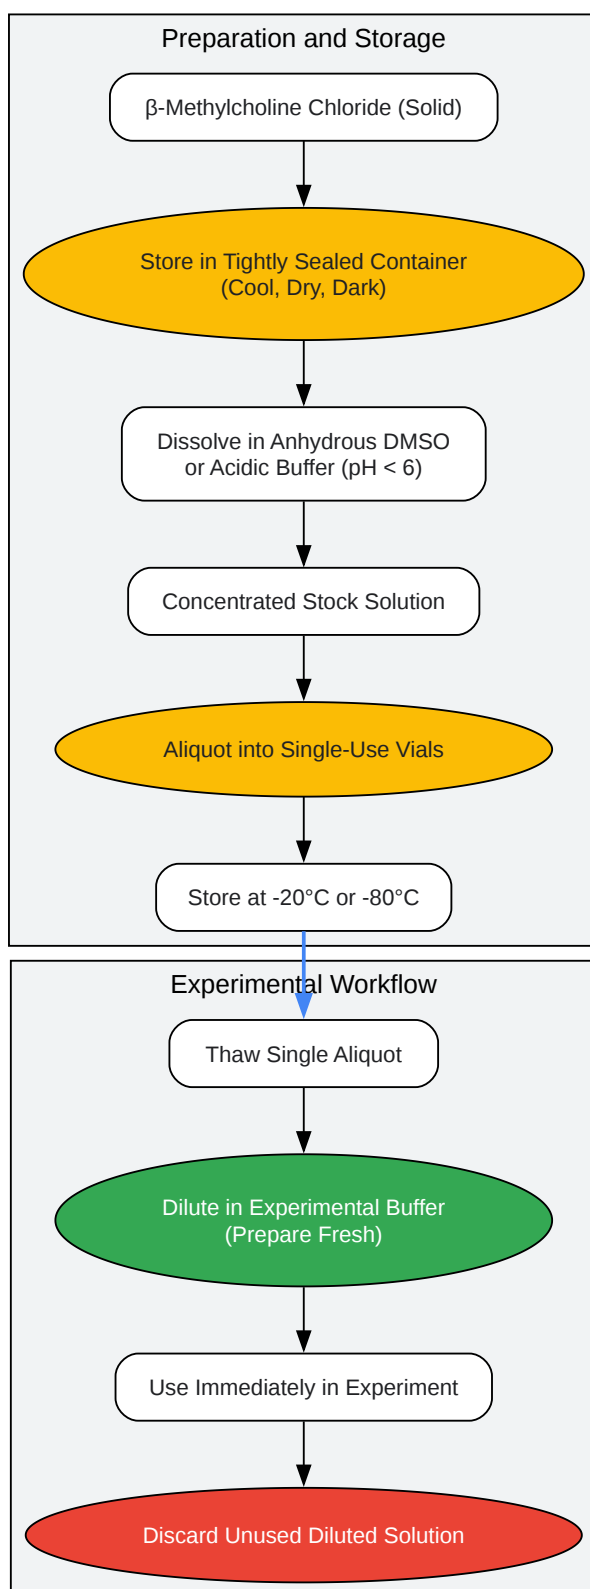 Preparation and Storage
β-Methylcholine Chloride (Solid)
Store in Tightly Sealed Container
(Cool, Dry, Dark)
Dissolve in Anhydrous DMSO
or Acidic Buffer (pH < 6)
Concentrated Stock Solution
Aliquot into Single-Use Vials
Store at -20°C or -80°C
Experimental Workflow
Thaw Single Aliquot
Dilute in Experimental Buffer
(Prepare Fresh)
Use Immediately in Experiment
Discard Unused Diluted Solution